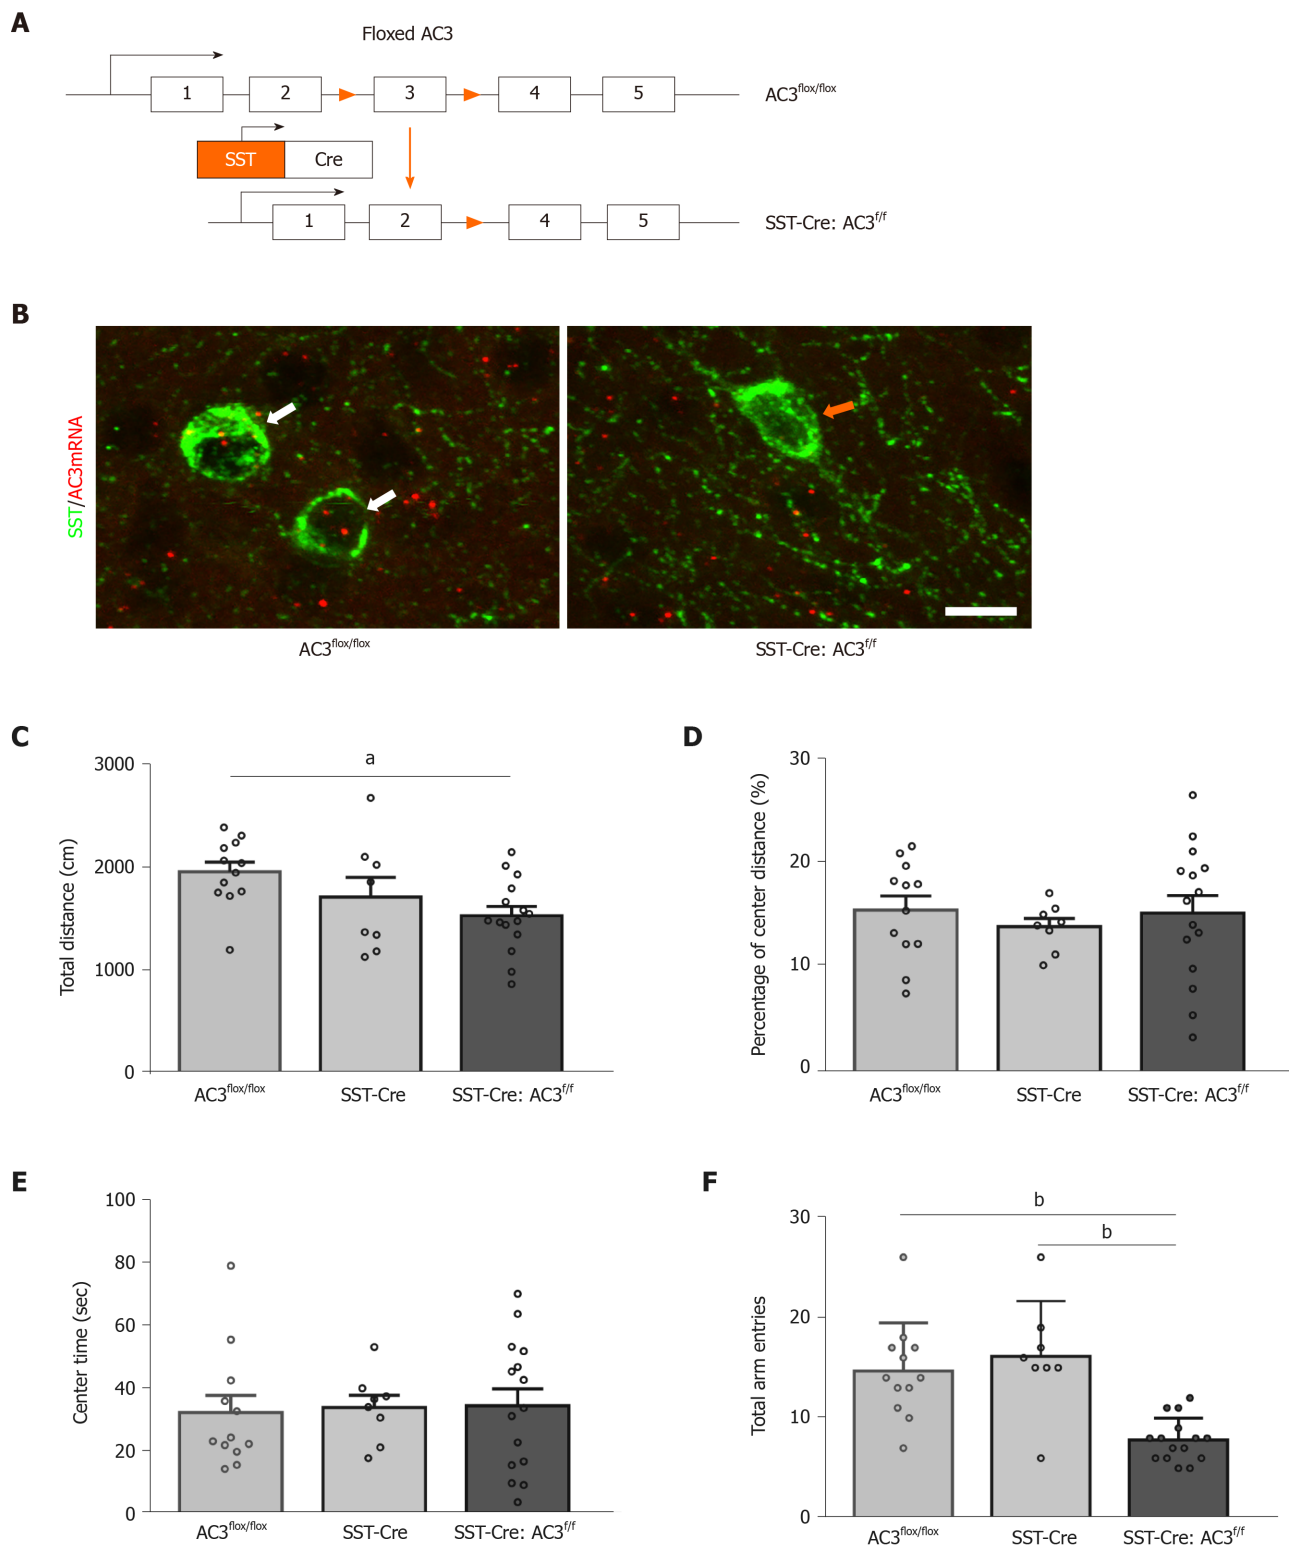 A
Floxed AC3
1 2 3 4 5 AC3flox/flox
SST Cre
1 2 4 5 SST-Cre: AC3f/f
B
SST/AC3mRNA
AC3flox/flox SST-Cre: AC3f/f
C
a
Total distance (cm)
3000
2000
1000
0
AC3flox/flox SST-Cre SST-Cre: AC3f/f
D
Percentage of center distance (%)
30
20
10
0
AC3flox/flox SST-Cre SST-Cre: AC3f/f
E
Center time (sec)
100
80
60
40
20
0
AC3flox/flox SST-Cre SST-Cre: AC3f/f
F
b
b
Total arm entries
30
20
10
0
AC3flox/flox SST-Cre SST-Cre: AC3f/f